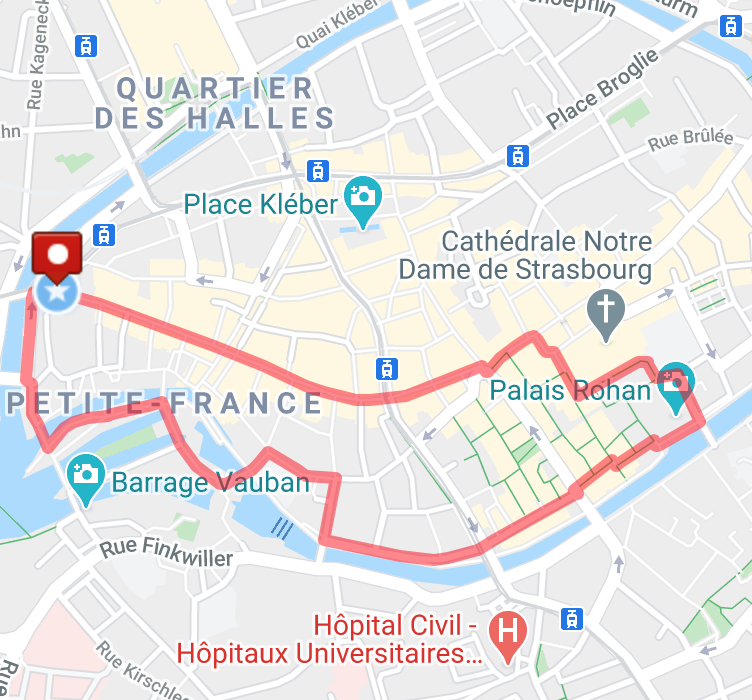 Quai Kléber
Rue Kageneck
QUARTIER
DES HALLES
Place Broglie
Rue Brûlée
Place Kléber
Cathédrale Notre
Dame de Strasbourg
Palais Rohan
PETITE-FRANCE
Barrage Vauban
Rue Finkwiller
Hôpital Civil -
Hôpitaux Universitaires...
H
Rue Kirschlec
Rue